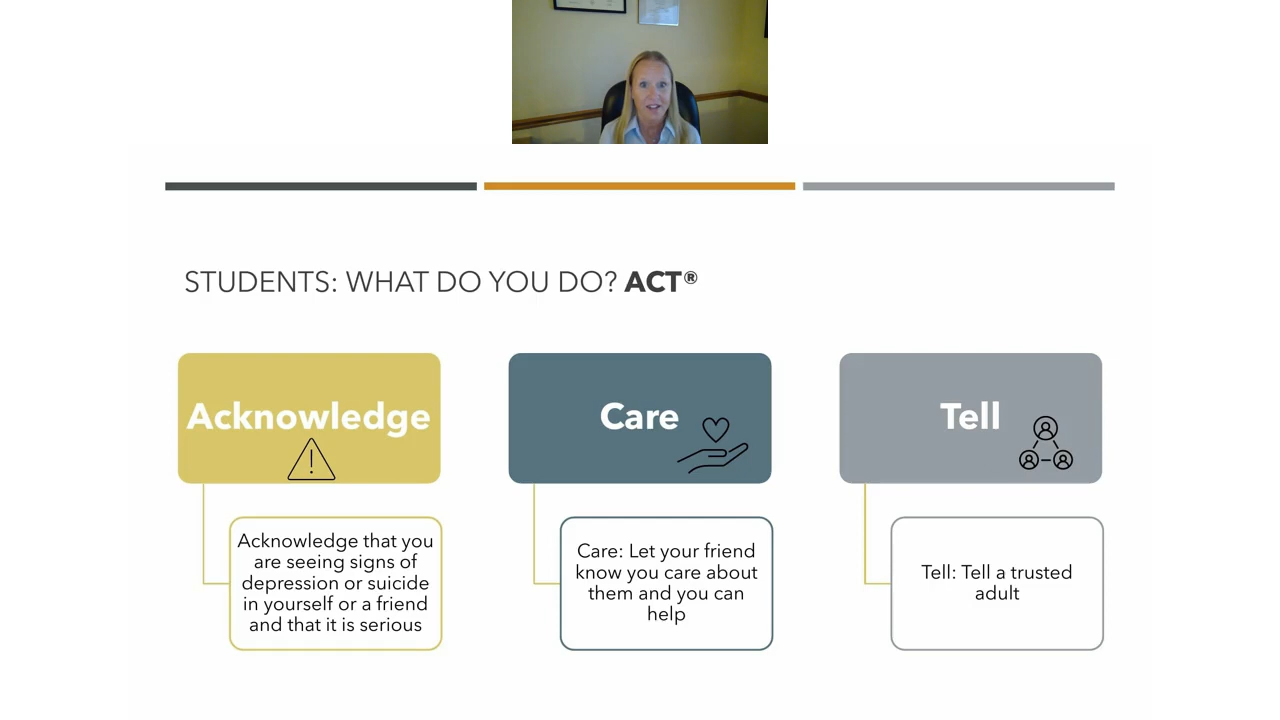 STUDENTS: WHAT DO YOU DO? ACT®
Acknowledge
Care
Tell
Acknowledge that you
are seeing signs of
depression or suicide
in yourself or a friend
and that it is serious
Care: Let your friend
know you care about
them and you can
help
Tell: Tell a trusted
adult